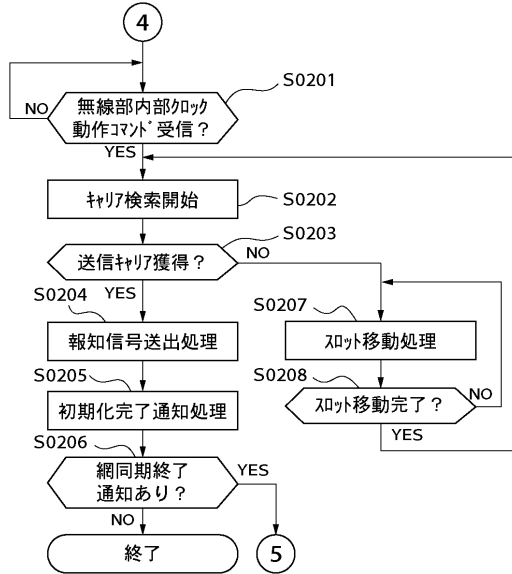 4
S0201
無線部内部ｸﾛｯｸ
動作ｺﾏﾝﾄﾞ受信？
NO
YES
ｷｬﾘｱ検索開始
S0202
S0203
送信ｷｬﾘｱ獲得？
NO
YES
S0204
報知信号送出処理
S0207
ｽﾛｯﾄ移動処理
S0205
初期化完了通知処理
S0208
ｽﾛｯﾄ移動完了？
NO
YES
S0206
網同期終了
通知あり？
YES
NO
終了
5